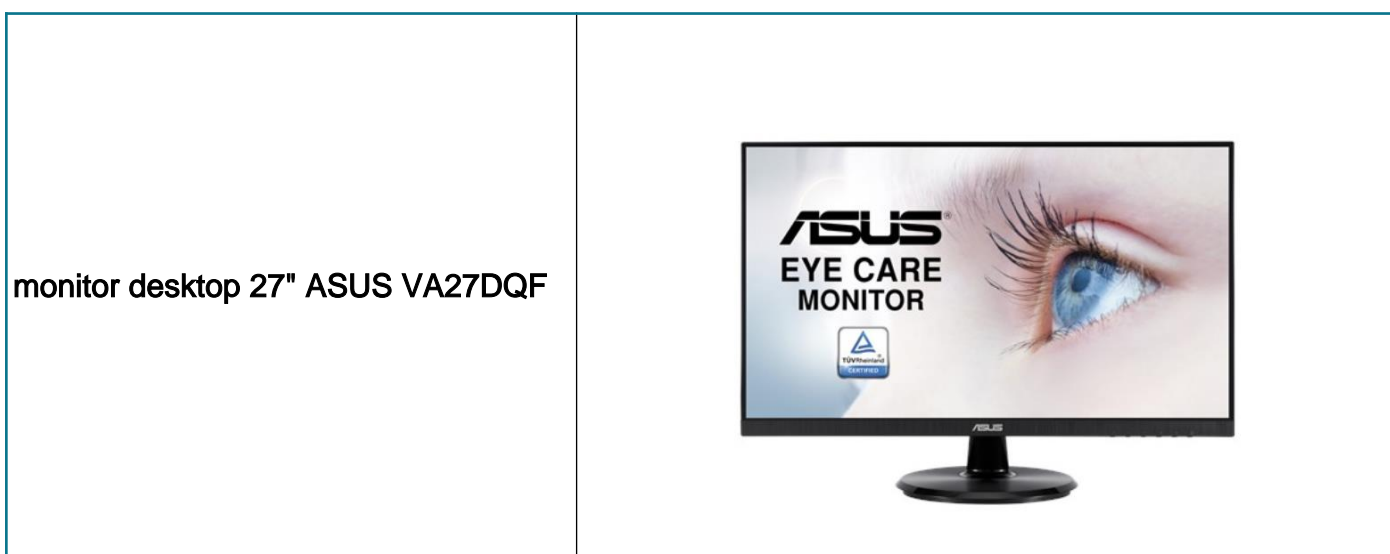 monitor desktop 27" ASUS VA27DQF
ASUS
EYE CARE
MONITOR
TÜVRheinland
CERTIFIED
ASUS